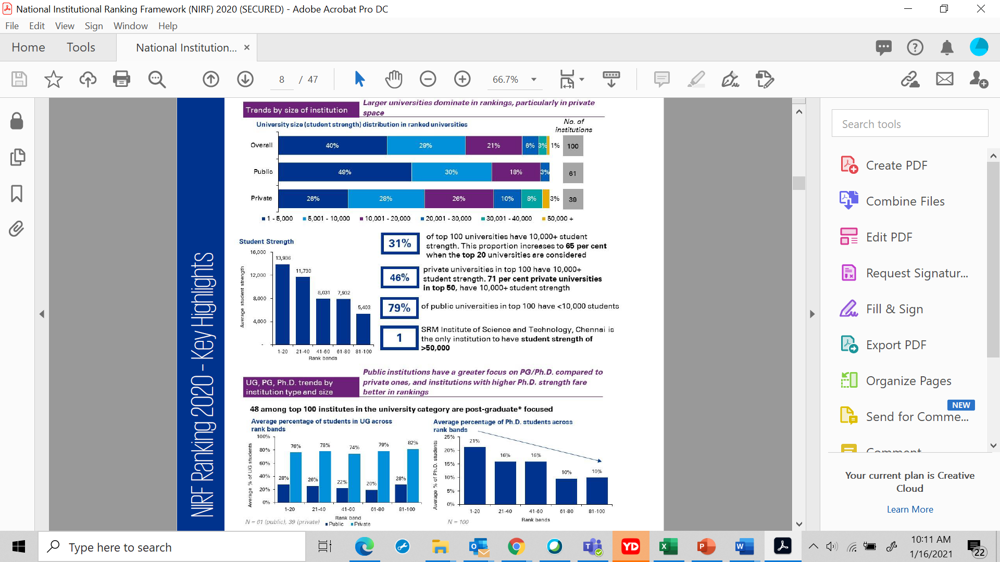 National Institutional Ranking Framework (NIRF) 2020 (SECURED) - Adobe Acrobat Pro DC
File Edit View Sign Window Help
Home Tools National Institution... ×
8 / 47 66.7%
NIRF Ranking 2020 - Key Highlights
Trends by size of institution
Larger universities dominate in rankings, particularly in private
space
University size (student strength) distribution in ranked universities
No. of
institutions
Overall 40% 29% 21% 6% 3% 1% 100
Public 49% 30% 18% 3% 61
Private 26% 28% 26% 10% 8% 3% 39
1 - 5,000 5,001 - 10,000 10,001 - 20,000 20,001 - 30,000 30,001 - 40,000 50,000 +
Student Strength
Average student strength
16,000
12,000
8,000
4,000
-
13,936 11,730 8,031 7,932 5,403
1-20 21-40 41-60 61-80 81-100
Rank bands
31%
of top 100 universities have 10,000+ student
strength. This proportion increases to 65 per cent
when the top 20 universities are considered
46%
private universities in top 100 have 10,000+
student strength. 71 per cent private universities
in top 50, have 10,000+ student strength
79%
of public universities in top 100 have <10,000 students
1
SRM Institute of Science and Technology, Chennai is
the only institution to have student strength of
>50,000
UG, PG, Ph.D. trends by
institution type and size
Public institutions have a greater focus on PG/Ph.D. compared to
private ones, and institutions with higher Ph.D. strength fare
better in rankings
48 among top 100 institutes in the university category are post-graduate* focused
Average percentage of students in UG across
rank bands
Average % of UG students
100%
80%
60%
40%
20%
0%
28% 76% 26% 78% 22% 74% 20% 79% 28% 82%
1-20 21-40 41-60 61-80 81-100
Rank band
N = 61 (public), 39 (private)
Public Private
Average percentage of Ph.D. students across
rank bands
Average % of Ph.D. students
25%
20%
15%
10%
5%
0%
21% 16% 16% 10% 10%
1-20 21-40 41-60 61-80 81-100
Rank bands
N = 100
Search tools
Create PDF
Combine Files
Edit PDF
Request Signatur...
Fill & Sign
Export PDF
Organize Pages
NEW
Send for Comme...
Comment
Your current plan is Creative
Cloud
Learn More
Type here to search
YD
10:11 AM
1/16/2021
22